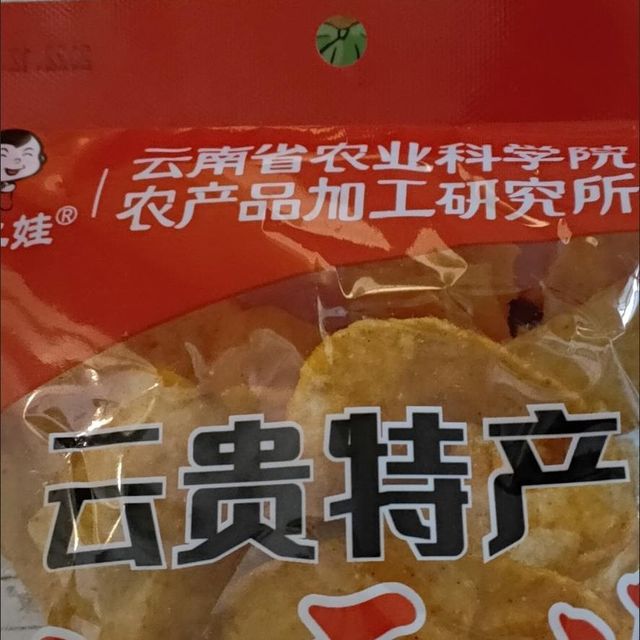 云南省农业科学院
农产品加工研究所
娃®
云贵特产